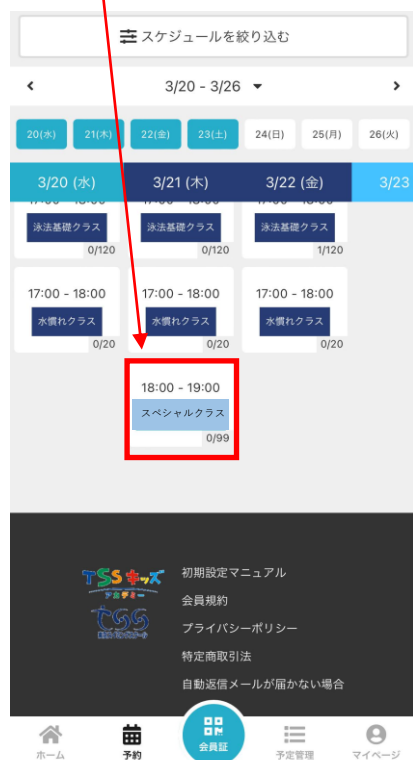 スケジュールを絞り込む
3/20 - 3/26
20(水) 21(木) 22(金) 23(土) 24(日) 25(月) 26(火)
3/20 (水) 3/21 (木) 3/22 (金) 3/23
泳法基礎クラス 泳法基礎クラス 泳法基礎クラス
0/120 0/120 1/120
17:00 - 18:00 17:00 - 18:00 17:00 - 18:00
水慣れクラス 水慣れクラス 水慣れクラス
0/20 0/20 0/20
18:00 - 19:00
スペシャルクラス
0/99
TSSキッズ
アカデミー
初期設定マニュアル
会員規約
プライバシーポリシー
特定商取引法
自動返信メールが届かない場合
ホーム 予約 会員証 予定管理 マイページ